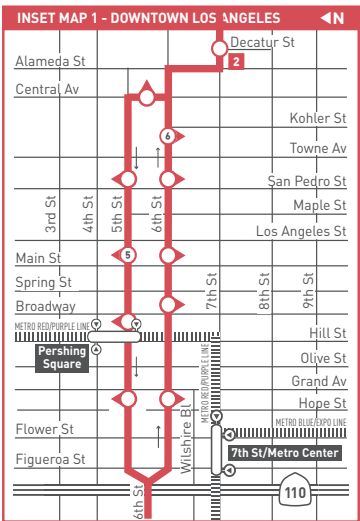 INSET MAP 1 - DOWNTOWN LOS ANGELES
N
Decatur St
2
Alameda St
Central Av
Kohler St
6
Towne Av
San Pedro St
Maple St
3rd St
4th St
5th St
6th St
Los Angeles St
Main St
5
Spring St
7th St
8th St
9th St
Broadway
METRO RED/PURPLE LINE
Hill St
Pershing
Square
Olive St
METRO RED/PURPLE LINE
Grand Av
Hope St
Wilshire Bl
METRO BLUE/EXPO LINE
Flower St
7th St/Metro Center
Figueroa St
110
6th St